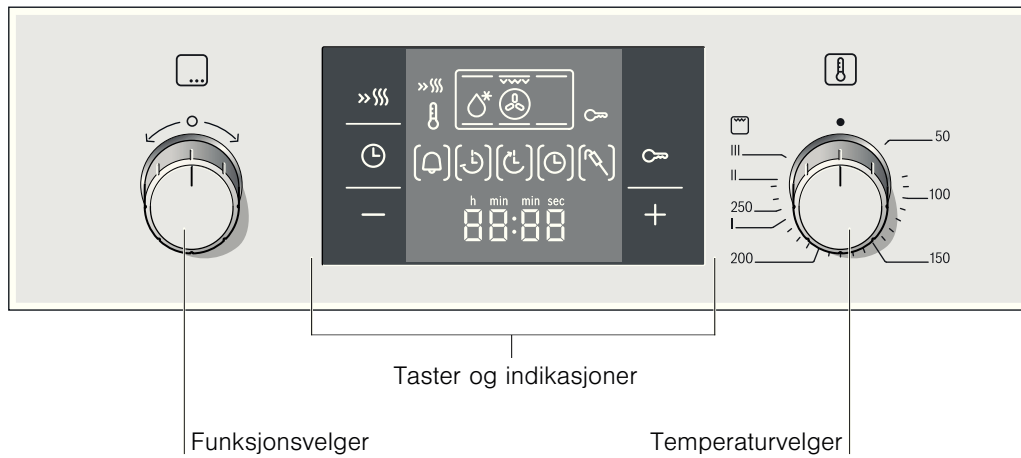 h min min sec
88:88
III
II
250
I
200
50
100
150
Taster og indikasjoner
Funksjonsvelger
Temperaturvelger